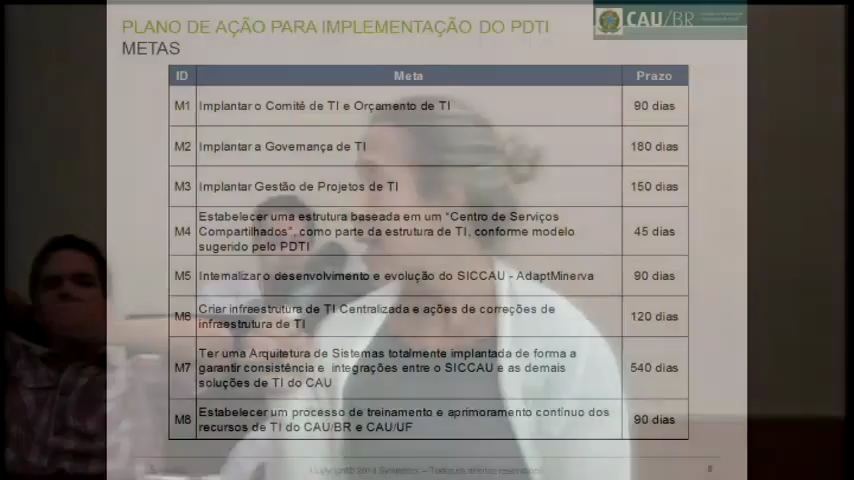 PLANO DE AÇÃO PARA IMPLEMENTAÇÃO DO PDTI
METAS
CAU/BR
ID Meta Prazo
M1 Implantar o Comitê de TI e Orçamento de TI 90 dias
M2 Implantar a Governança de TI 180 dias
M3 Implantar Gestão de Projetos de TI 150 dias
Estabelecer uma estrutura baseada em um “Centro de Serviços
M4 Compartilhados”, como parte da estrutura de TI, conforme modelo 45 dias
sugerido pelo PDTI
M5 Internalizar o desenvolvimento e evolução do SICCAU - AdaptMinerva 90 dias
M6 Criar infraestrutura de TI Centralizada e ações de correções de 120 dias
infraestrutura de TI
Ter uma Arquitetura de Sistemas totalmente implantada de forma a
M7 garantir consistência e integrações entre o SICCAU e as demais 540 dias
soluções de TI do CAU
M8 Estabelecer um processo de treinamento e aprimoramento contínuo dos 90 dias
recursos de TI do CAU/BR e CAU/UF